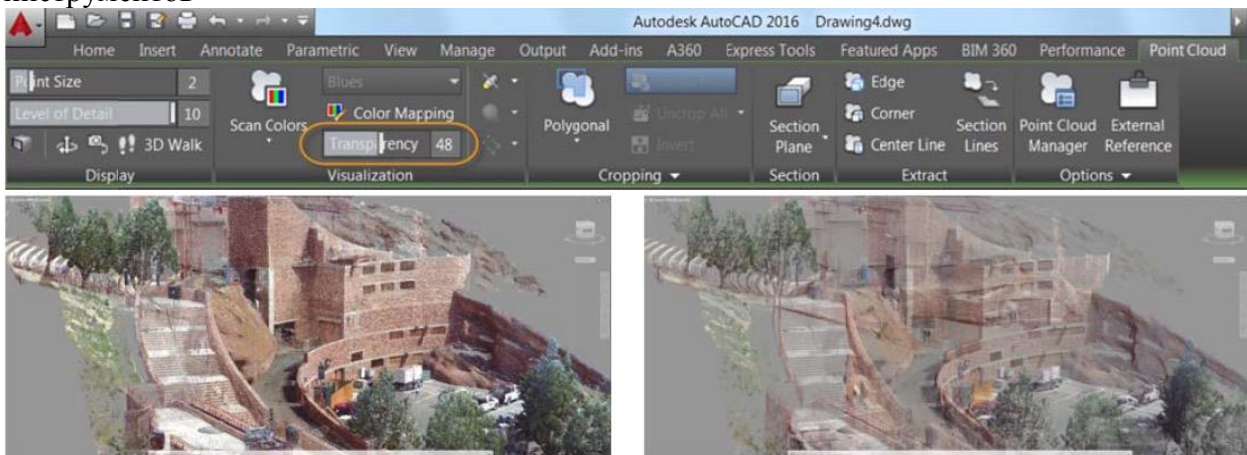 инструментов
Autodesk AutoCAD 2016 Drawing4.dwg
Home Insert Annotate Parametric View Manage Output Add-ins A360 Express Tools Featured Apps BIM 360 Performance Point Cloud
Point Size 2
Level of Detail 10
3D Walk
Display
Scan Colors
Blues
Color Mapping
Transparency 48
Visualization
Polygonal
Uncrop All
Invert
Cropping
Section Plane
Section
Edge
Corner
Center Line
Section Lines
Extract
Point Cloud Manager
External Reference
Options